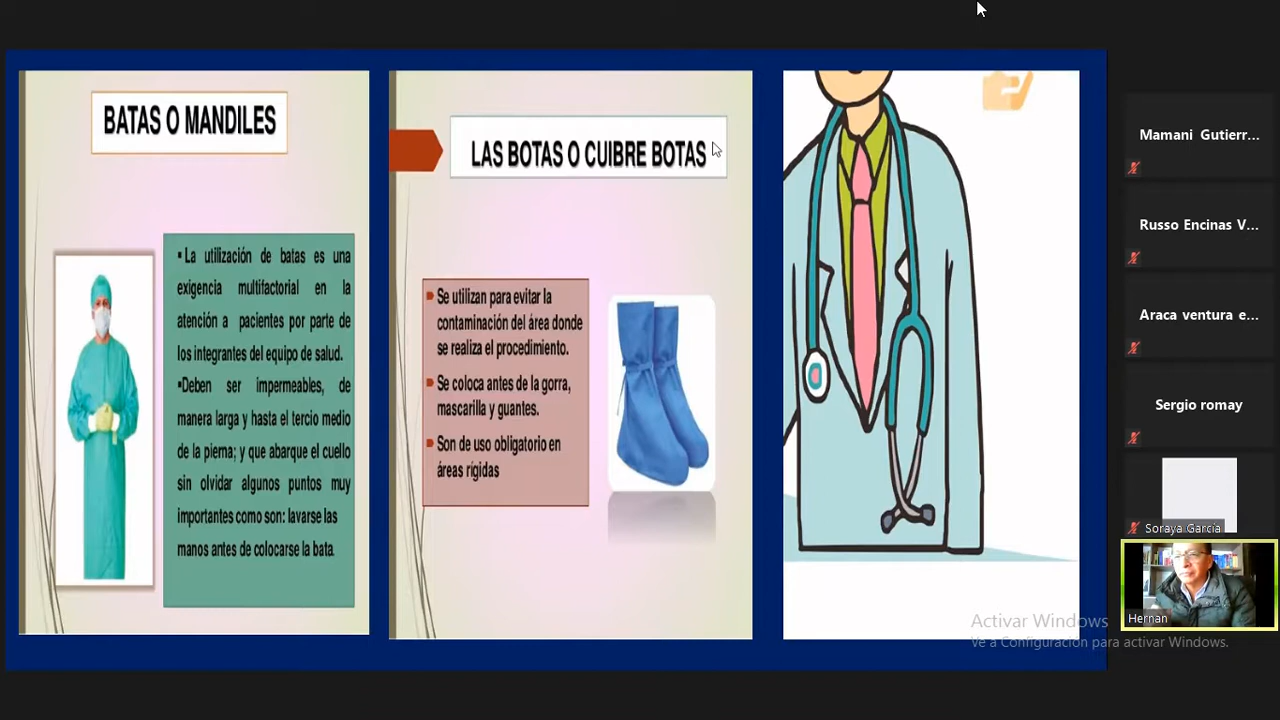 BATAS O MANDILES
▪La utilización de batas es una
exigencia multifactorial en la
atención a pacientes por parte de
los integrantes del equipo de salud.
▪Deben ser impermeables, de
manera larga y hasta el tercio medio
de la pierna; y que abarque el cuello
sin olvidar algunos puntos muy
importantes como son: lavarse las
manos antes de colocarse la bata.
LAS BOTAS O CUIBRE BOTAS
Se utilizan para evitar la
contaminación del área donde
se realiza el procedimiento.
Se coloca antes de la gorra,
mascarilla y guantes.
Son de uso obligatorio en
áreas rígidas
Activar Windows
Ve a Configuración para activar Windows.
Mamani Gutierr...
Russo Encinas V...
Araca ventura e...
Sergio romay
Soraya Garcia
Hernan